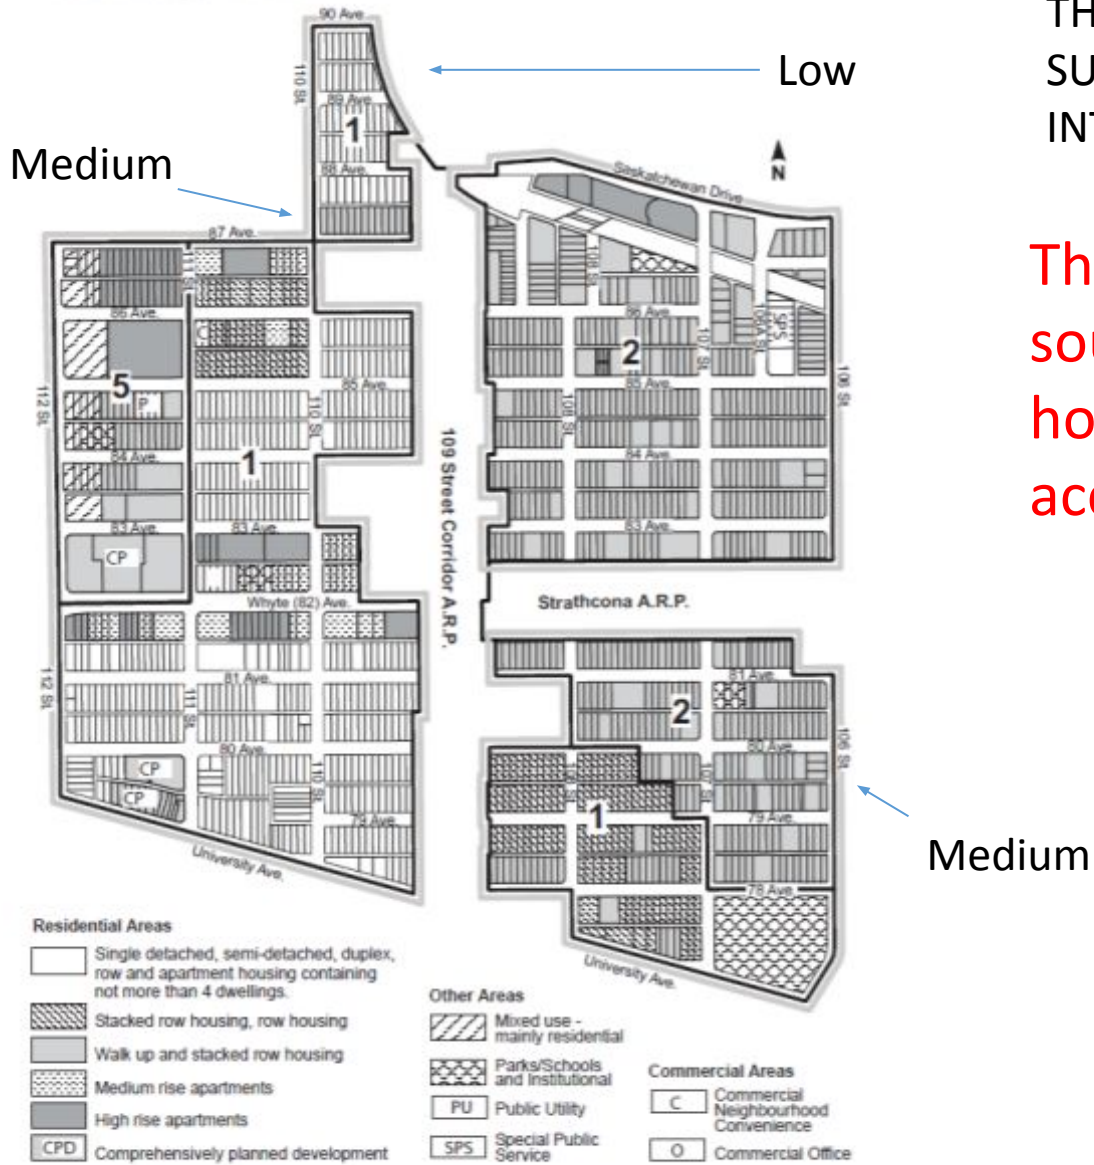 90 Ave.
TH
SU
INT
Low
110 St.
89 Ave.
1
Medium
88 Ave.
N
Saskatchewan Drive
Th
sou
ho
acc
87 Ave.
111 St.
108 St.
86 Ave.
C
86 Ave.
107 St.
106A St.
SPS
2
112 St.
5
85 Ave.
85 Ave.
106 St.
P
110 St.
108 St.
109 Street Corridor A.R.P.
84 Ave.
1
84 Ave.
83 Ave.
83 Ave.
83 Ave.
CP
Whyte (82) Ave.
Strathcona A.R.P.
81 Ave.
81 Ave.
112 St.
111 St.
2
80 Ave.
80 Ave.
106 St.
CP
CP
110 St.
107 St.
79 Ave.
1
79 Ave.
Medium
University Ave.
78 Ave.
University Ave.
Residential Areas
Single detached, semi-detached, duplex,
row and apartment housing containing
not more than 4 dwellings.
Stacked row housing, row housing
Walk up and stacked row housing
Medium rise apartments
High rise apartments
CPD Comprehensively planned development
Other Areas
Mixed use -
mainly residential
Parks/Schools
and Institutional
PU Public Utility
SPS Special Public
Service
Commercial Areas
C Commercial
Neighbourhood
Convenience
O Commercial Office